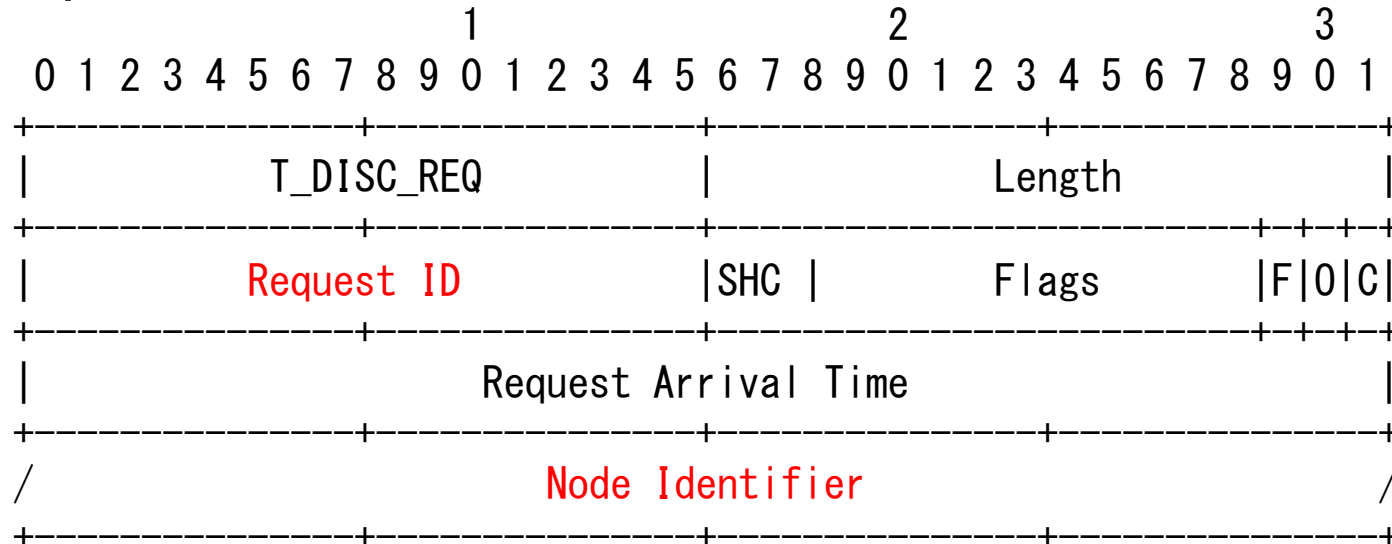 1 2 3
0 1 2 3 4 5 6 7 8 9 0 1 2 3 4 5 6 7 8 9 0 1 2 3 4 5 6 7 8 9 0 1
+---------------+---------------+---------------+---------------+
| T_DISC_REQ | Length |
+---------------+---------------+-------------------------+-+-+-+
| Request ID |SHC | Flags |F|O|C|
+---------------+---------------+-------------------------+-+-+-+
| Request Arrival Time |
+---------------+---------------+---------------+---------------+
/ Node Identifier /
+---------------+---------------+---------------+---------------+